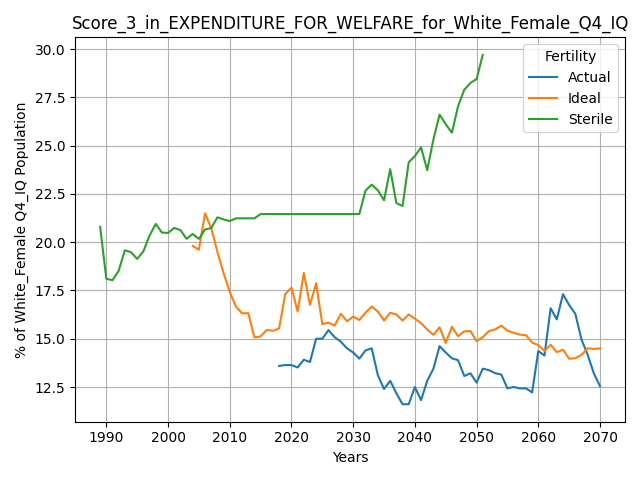 Score_3_in_EXPENDITURE_FOR_WELFARE_for_White_Female_Q4_IQ
% of White_Female Q4_IQ Population
30.0
27.5
25.0
22.5
20.0
17.5
15.0
12.5
Fertility
Actual
Ideal
Sterile
1990 2000 2010 2020 2030 2040 2050 2060 2070
Years